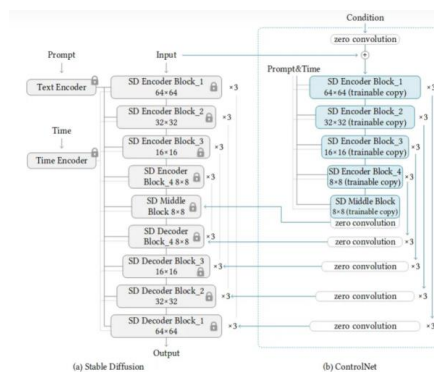 Condition
zero convolution
+
Prompt
Input
Prompt&Time
Text Encoder
SD Encoder Block_1
64×64
×3
SD Encoder Block_1
64×64 (trainable copy)
×3
SD Encoder Block_2
32×32
×3
SD Encoder Block_2
32×32 (trainable copy)
×3
Time
SD Encoder Block_3
16×16
×3
SD Encoder Block_3
16×16 (trainable copy)
×3
Time Encoder
SD Encoder
Block_4 8×8
×3
SD Encoder Block_4
8×8 (trainable copy)
×3
SD Middle
Block 8×8
SD Middle Block
8×8 (trainable copy)
zero convolution
SD Decoder
Block_4 8×8
×3
zero convolution
×3
SD Decoder Block_3
16×16
×3
zero convolution
×3
SD Decoder Block_2
32×32
×3
zero convolution
×3
SD Decoder Block_1
64×64
×3
zero convolution
×3
Output
(a) Stable Diffusion
(b) ControlNet